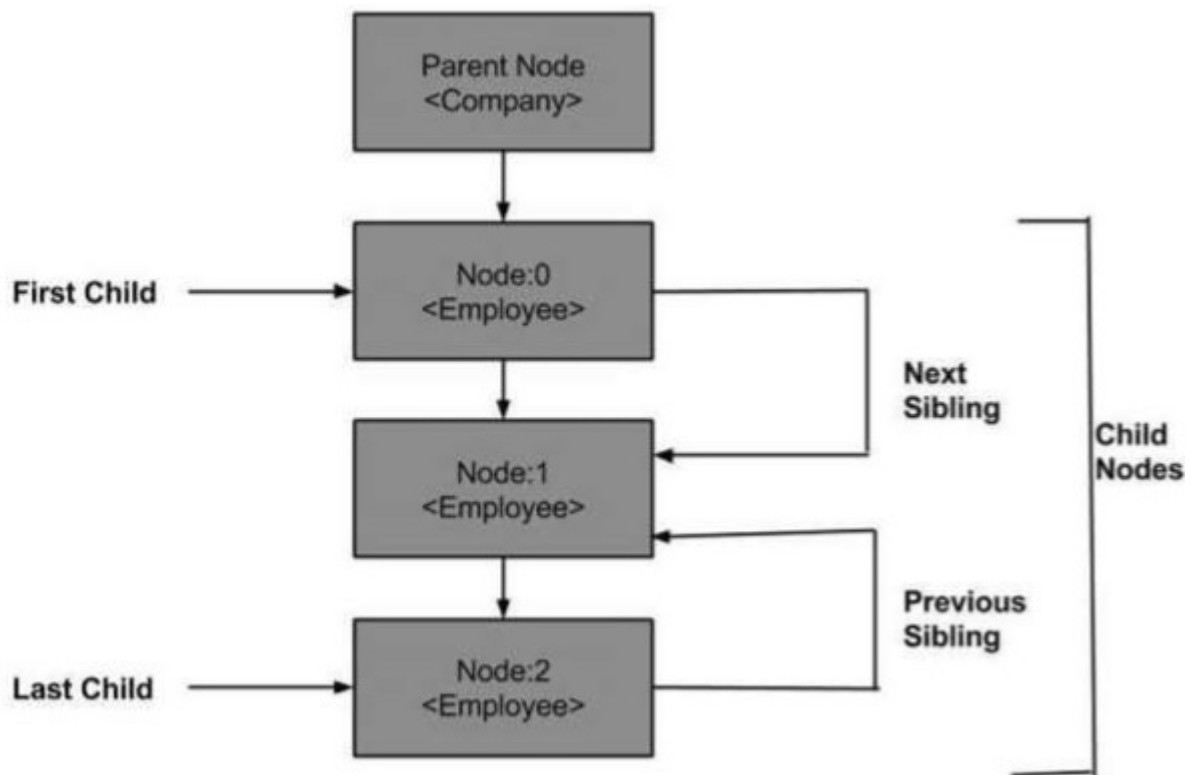 Parent Node
<Company>
First Child
Node:0
<Employee>
Next
Sibling
Child
Nodes
Node:1
<Employee>
Previous
Sibling
Last Child
Node:2
<Employee>